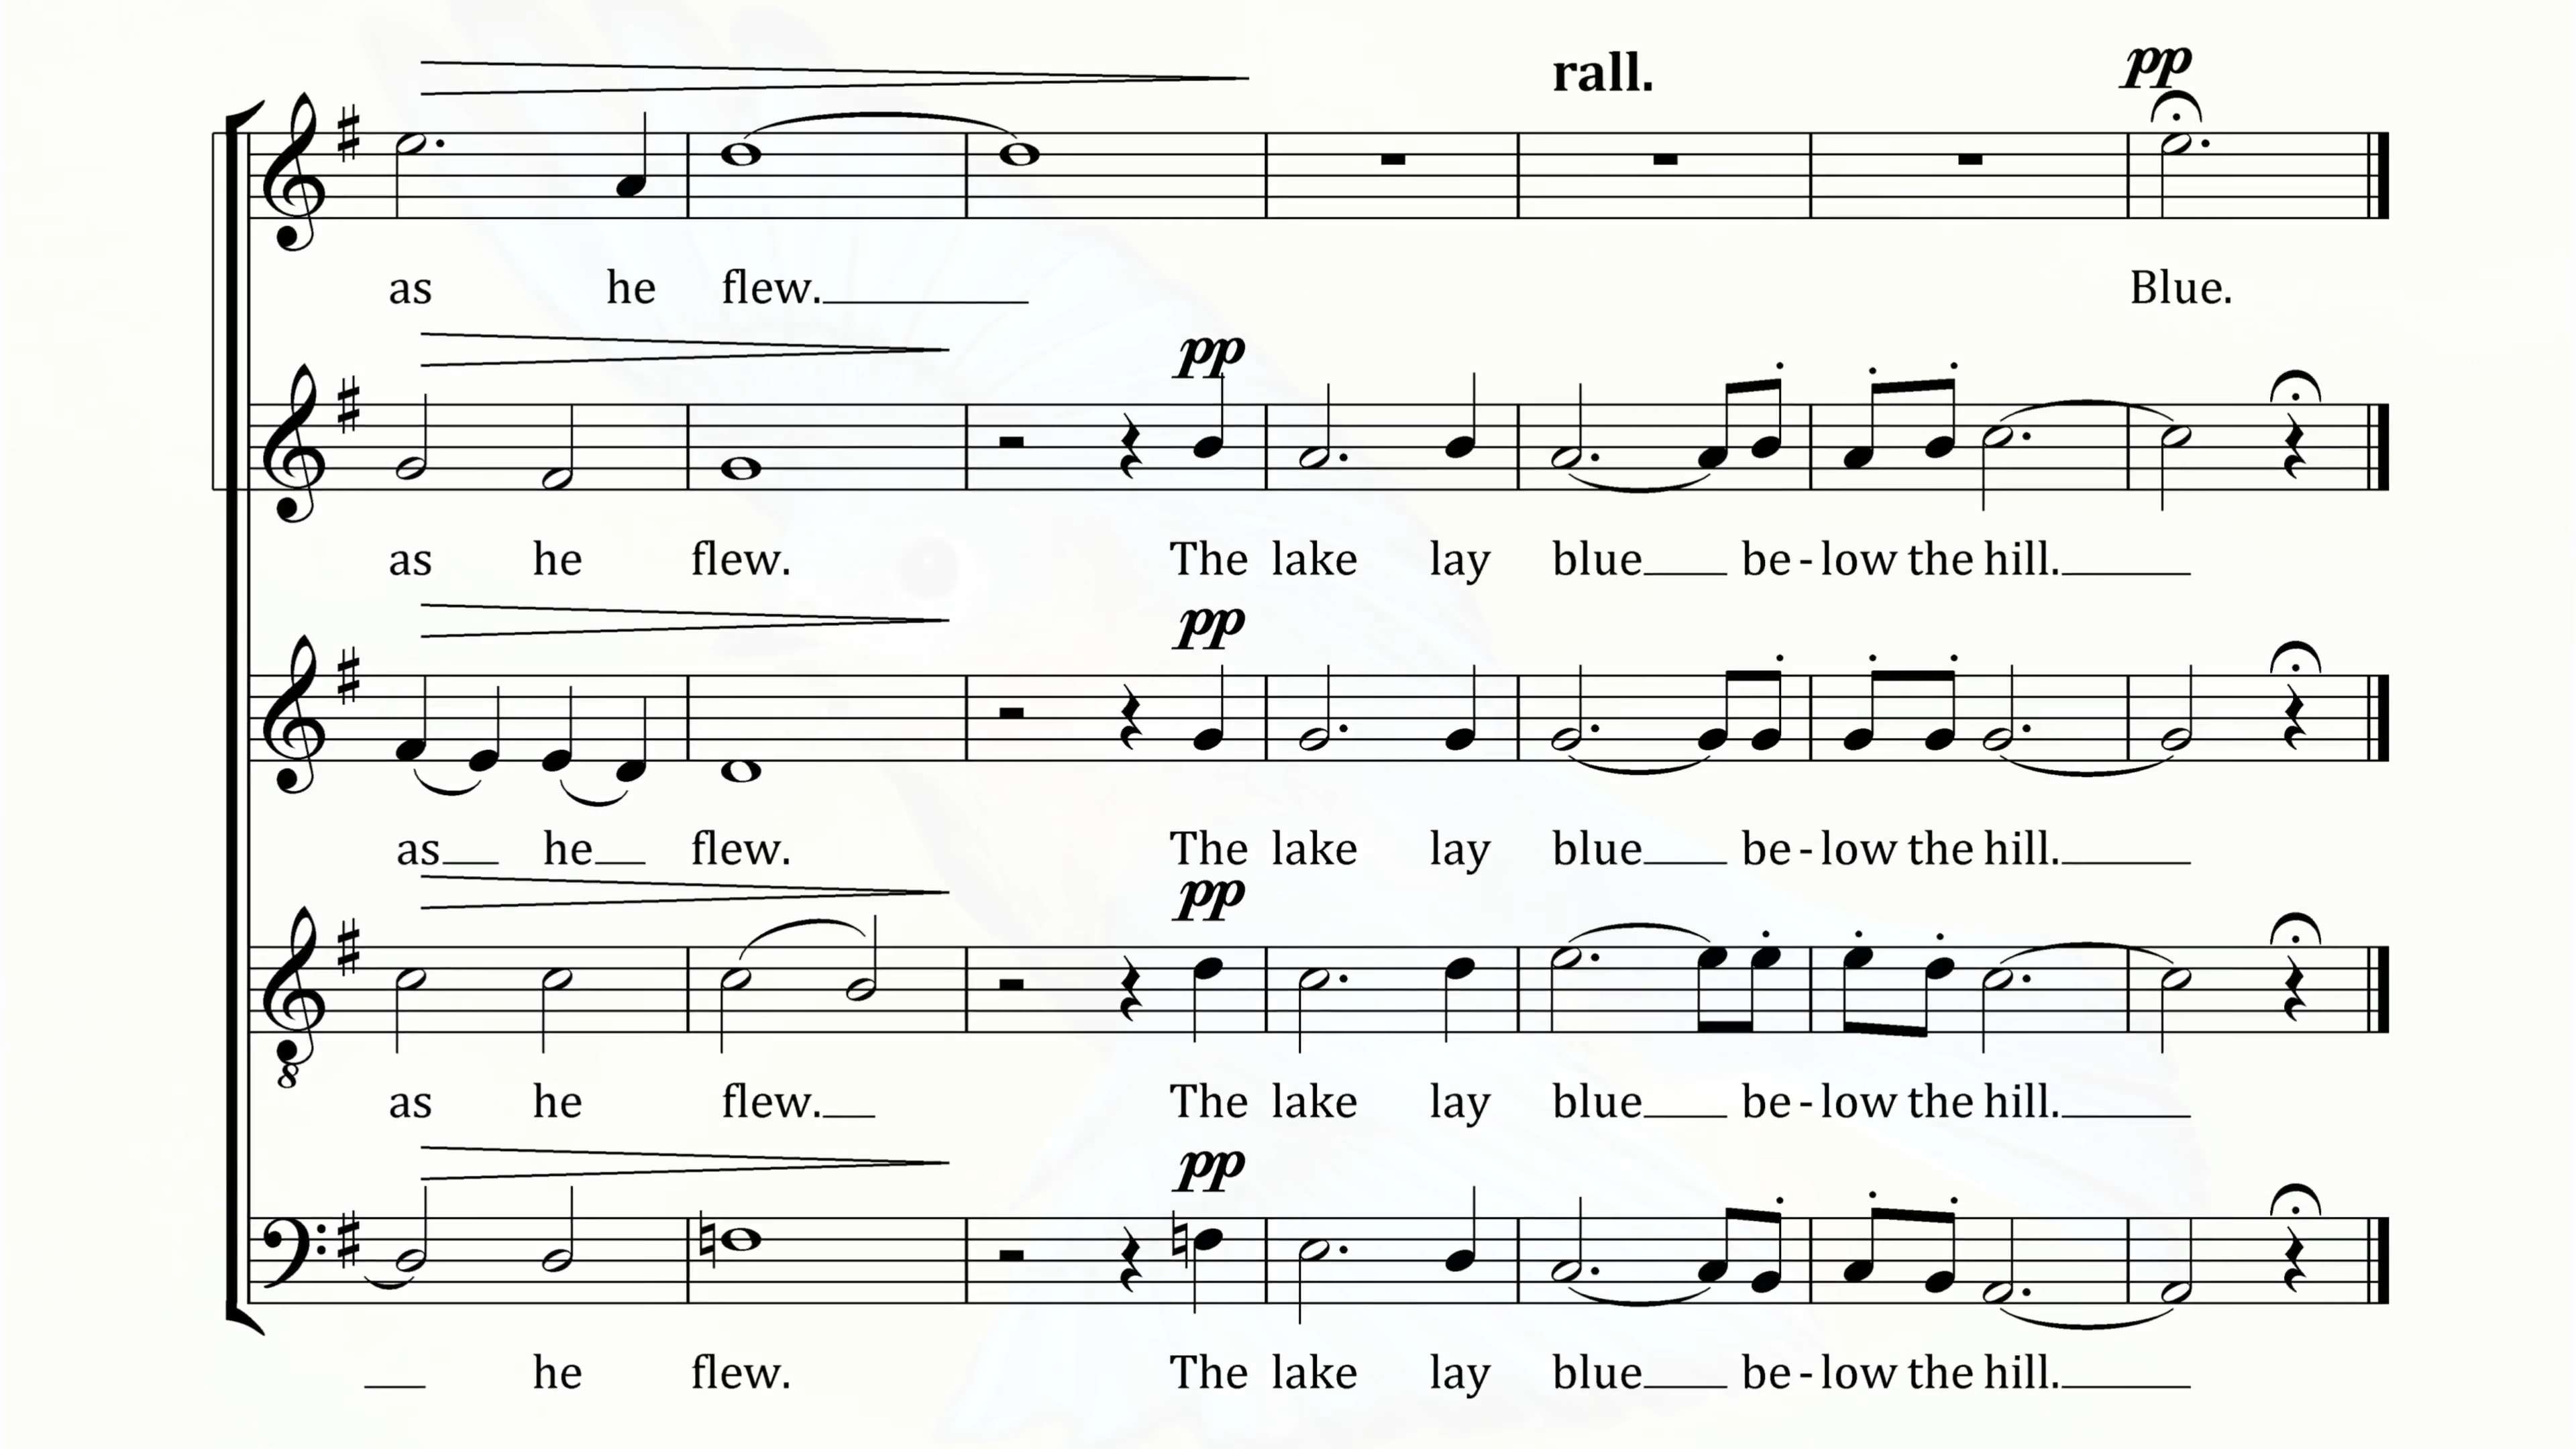 rall. pp
as he flew. Blue.
pp
as he flew. The lake lay blue be-low the hill.
pp
as he flew. The lake lay blue be-low the hill.
pp
8
as he flew. The lake lay blue be-low the hill.
pp
he flew. The lake lay blue be-low the hill.